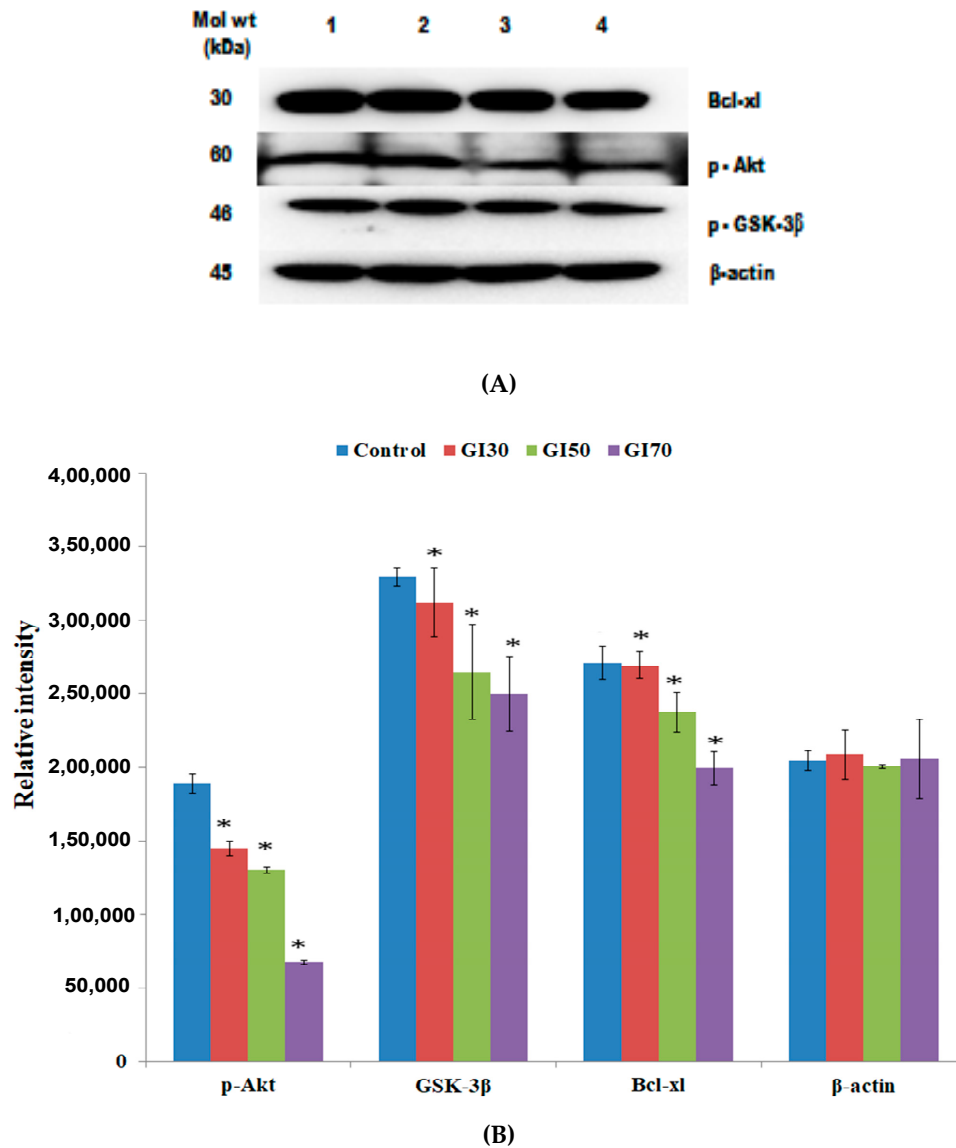 Mol wt 1 2 3 4
(kDa)
30 Bcl-xl
60 p- Akt
46 p- GSK-3β
45 β-actin
(A)
Control GI30 GI50 GI70
4,00,000
3,50,000
3,00,000
2,50,000
2,00,000
1,50,000
1,00,000
50,000
0
Relative intensity
* * *
* * *
* * *
p-Akt GSK-3β Bcl-xl β-actin
(B)